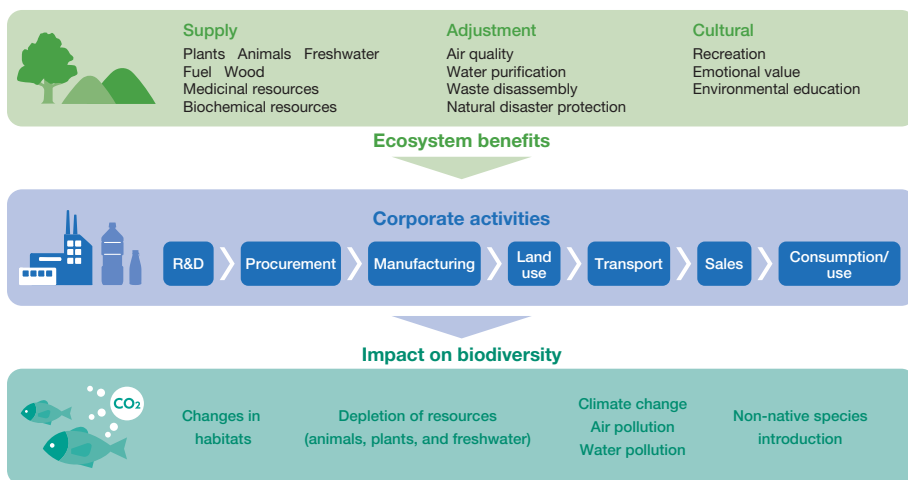 Supply
Plants Animals Freshwater
Fuel Wood
Medicinal resources
Biochemical resources
Adjustment
Air quality
Water purification
Waste disassembly
Natural disaster protection
Cultural
Recreation
Emotional value
Environmental education
Ecosystem benefits
Corporate activities
R&D
Procurement
Manufacturing
Land
use
Transport
Sales
Consumption/
use
Impact on biodiversity
CO₂
Changes in
habitats
Depletion of resources
(animals, plants, and freshwater)
Climate change
Air pollution
Water pollution
Non-native species
introduction